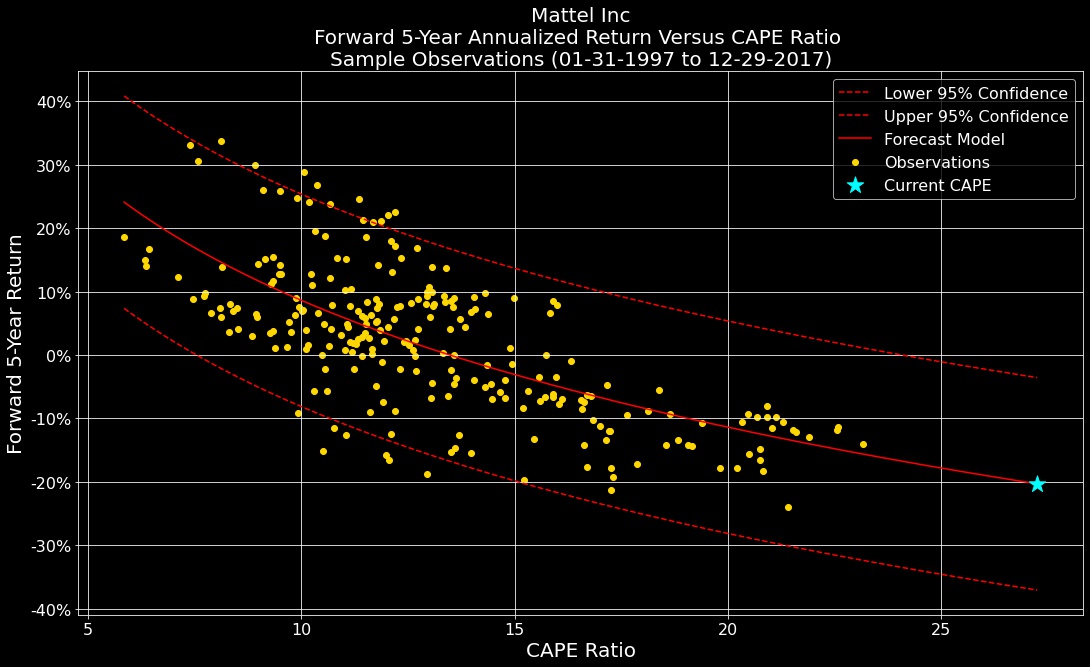 Mattel Inc
Forward 5-Year Annualized Return Versus CAPE Ratio
Sample Observations (01-31-1997 to 12-29-2017)
Lower 95% Confidence
Upper 95% Confidence
Forecast Model
Observations
Current CAPE
Forward 5-Year Return
40%
30%
20%
10%
0%
-10%
-20%
-30%
-40%
5
10
15
20
25
CAPE Ratio